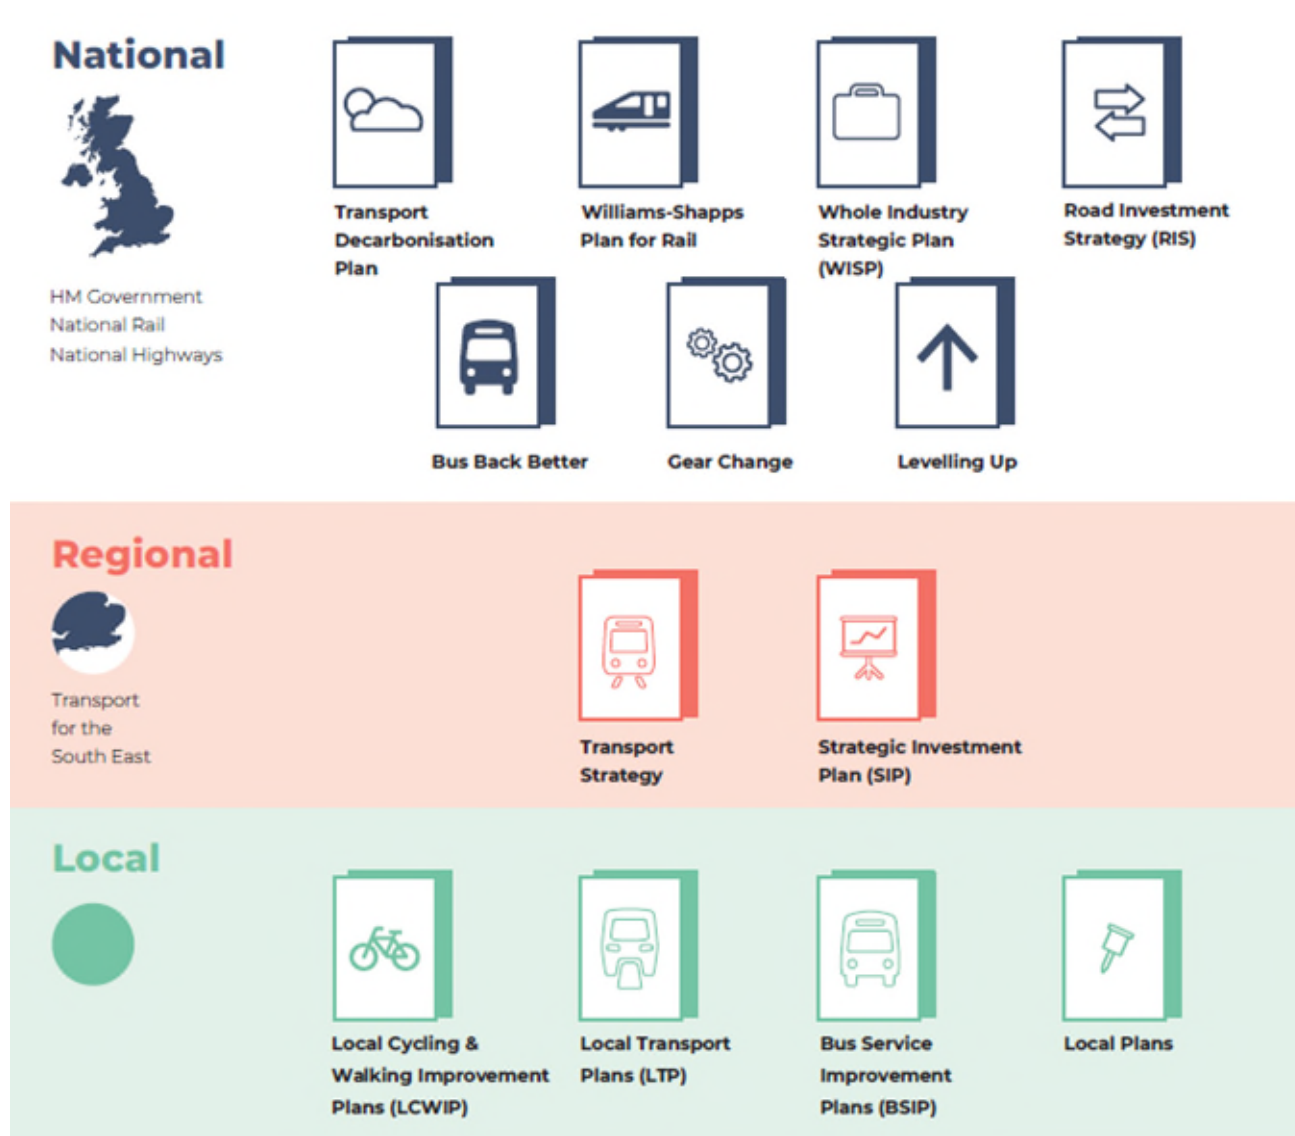 National
HM Government
National Rail
National Highways
Transport
Decarbonisation
Plan
Williams-Shapps
Plan for Rail
Whole Industry
Strategic Plan
(WISP)
Road Investment
Strategy (RIS)
Bus Back Better
Gear Change
Levelling Up
Regional
Transport
for the
South East
Transport
Strategy
Strategic Investment
Plan (SIP)
Local
Local Cycling &
Walking Improvement
Plans (LCWIP)
Local Transport
Plans (LTP)
Bus Service
Improvement
Plans (BSIP)
Local Plans